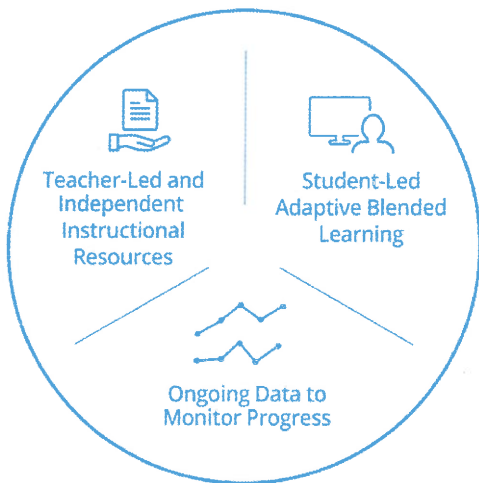 Teacher-Led and
Independent
Instructional
Resources
Student-Led
Adaptive Blended
Learning
Ongoing Data to
Monitor Progress